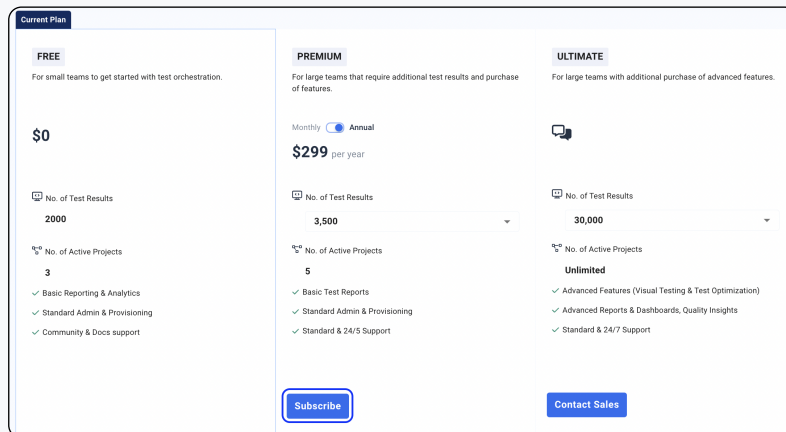 Current Plan
FREE
For small teams to get started with test orchestration.
$0
No. of Test Results
2000
No. of Active Projects
3
Basic Reporting & Analytics
Standard Admin & Provisioning
Community & Docs support
PREMIUM
For large teams that require additional test results and purchase
of features.
Monthly Annual
$299 per year
No. of Test Results
3,500
No. of Active Projects
5
Basic Test Reports
Standard Admin & Provisioning
Standard & 24/5 Support
Subscribe
ULTIMATE
For large teams with additional purchase of advanced features.
No. of Test Results
30,000
No. of Active Projects
Unlimited
Advanced Features (Visual Testing & Test Optimization)
Advanced Reports & Dashboards, Quality Insights
Standard & 24/7 Support
Contact Sales